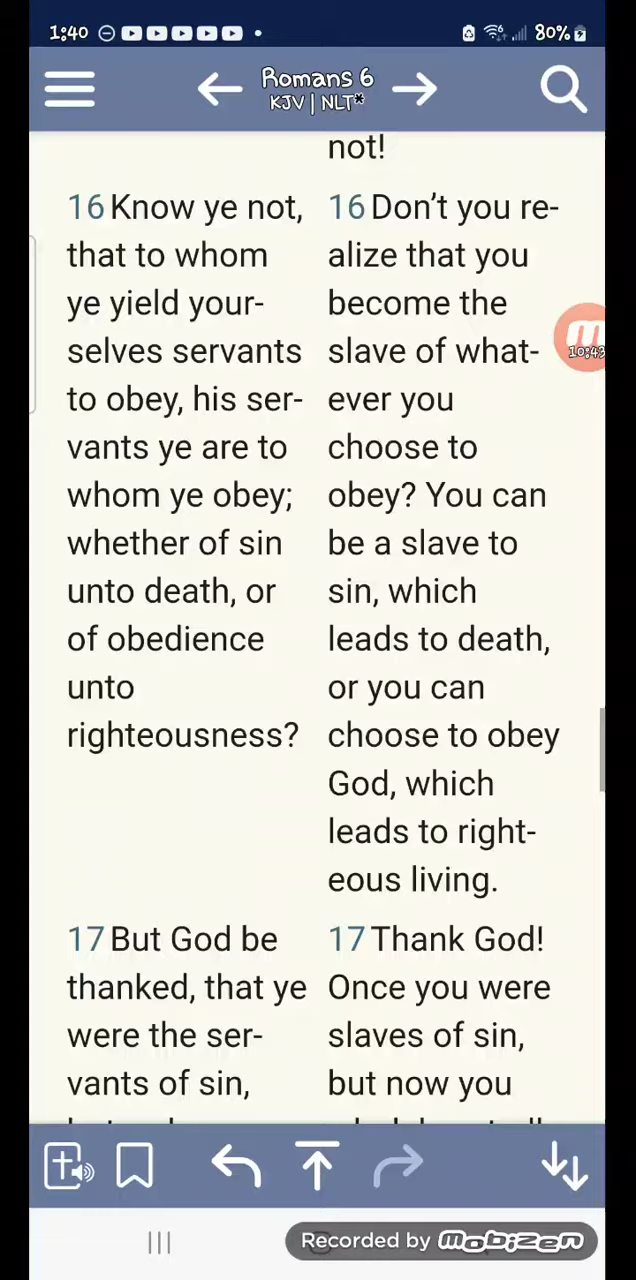 1:40
80%
Romans 6
KJV | NLT*
not!
16 Know ye not,
that to whom
ye yield your-
selves servants
to obey, his ser-
vants ye are to
whom ye obey;
whether of sin
unto death, or
of obedience
unto
righteousness?
16 Don’t you re-
alize that you
become the
slave of what-
ever you
choose to
obey? You can
be a slave to
sin, which
leads to death,
or you can
choose to obey
God, which
leads to right-
eous living.
10:43
17 But God be
thanked, that ye
were the ser-
vants of sin,
17 Thank God!
Once you were
slaves of sin,
but now you
Recorded by mobizen